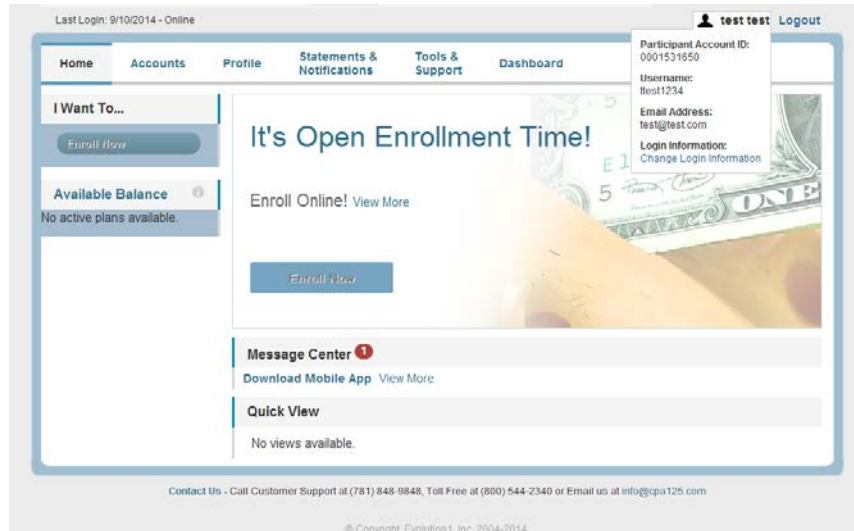 Last Login: 9/10/2014 - Online
test test Logout
Home
Accounts
Profile
Statements &
Notifications
Tools &
Support
Dashboard
Participant Account ID:
0001531650
Username:
ttest1234
Email Address:
test@test.com
Login Information:
Change Login Information
I Want To...
Enroll Now
Available Balance
No active plans available.
It's Open Enrollment Time!
Enroll Online! View More
Enroll Now
ONE
Message Center 1
Download Mobile App View More
Quick View
No views available.
Contact Us - Call Customer Support at (781) 848-9848, Toll Free at (800) 544-2340 or Email us at info@cpa125.com
© Copyright Evolution1, Inc. 2004-2014